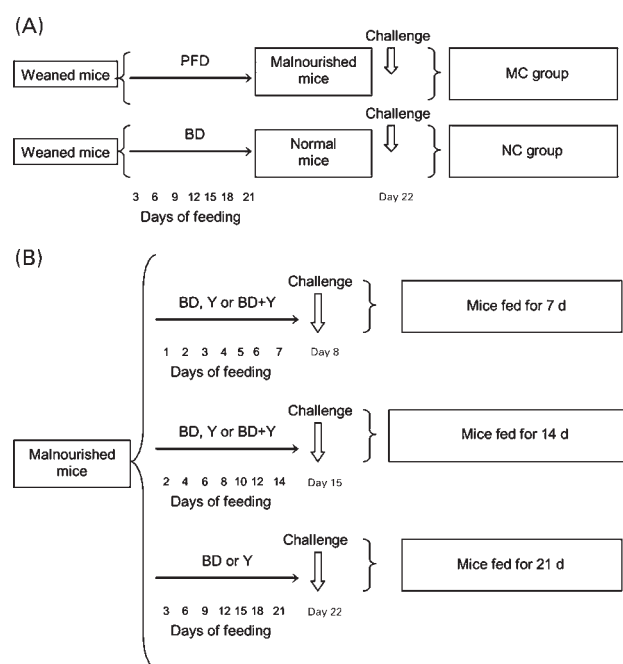 (A)
Challenge
Weaned mice
PFD
Malnourished
mice
MC group
Challenge
Weaned mice
BD
Normal
mice
NC group
3 6 9 12 15 18 21
Day 22
Days of feeding
(B)
Challenge
BD, Y or BD+Y
Mice fed for 7 d
1 2 3 4 5 6 7
Day 8
Days of feeding
Challenge
BD, Y or BD+Y
Mice fed for 14 d
Malnourished
mice
2 4 6 8 10 12 14
Day 15
Days of feeding
Challenge
BD or Y
Mice fed for 21 d
3 6 9 12 15 18 21
Day 22
Days of feeding